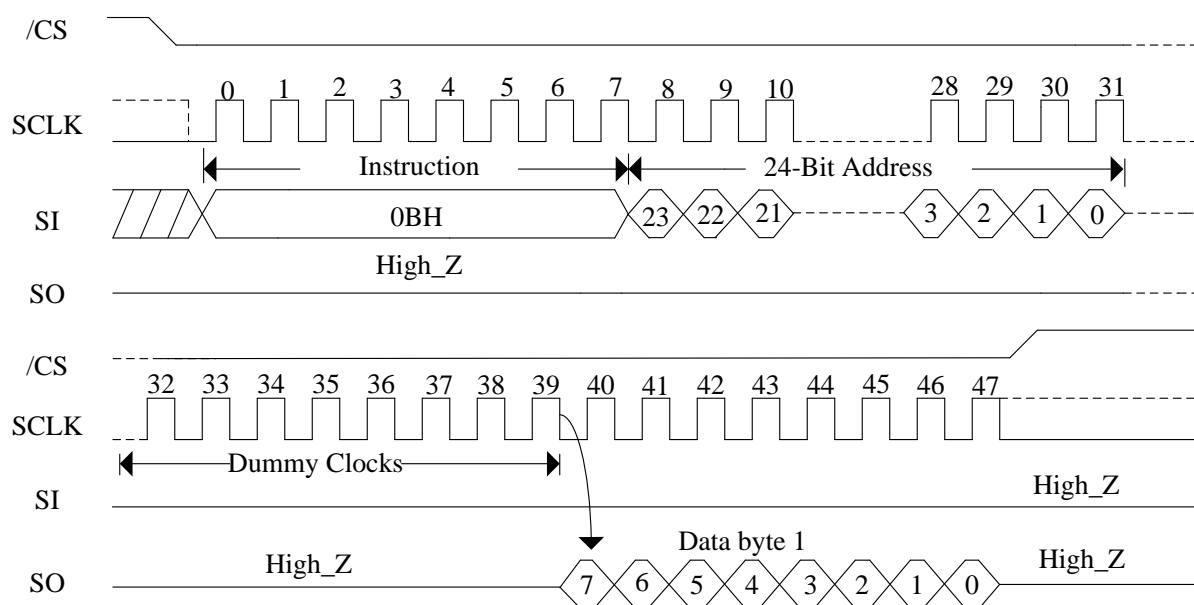 /CS
0 1 2 3 4 5 6 7 8 9 10 28 29 30 31
SCLK
Instruction 24-Bit Address
SI 0BH 23 22 21 3 2 1 0
High_Z
SO
/CS
32 33 34 35 36 37 38 39 40 41 42 43 44 45 46 47
SCLK
Dummy Clocks
SI High_Z
Data byte 1
High_Z High_Z
SO 7 6 5 4 3 2 1 0